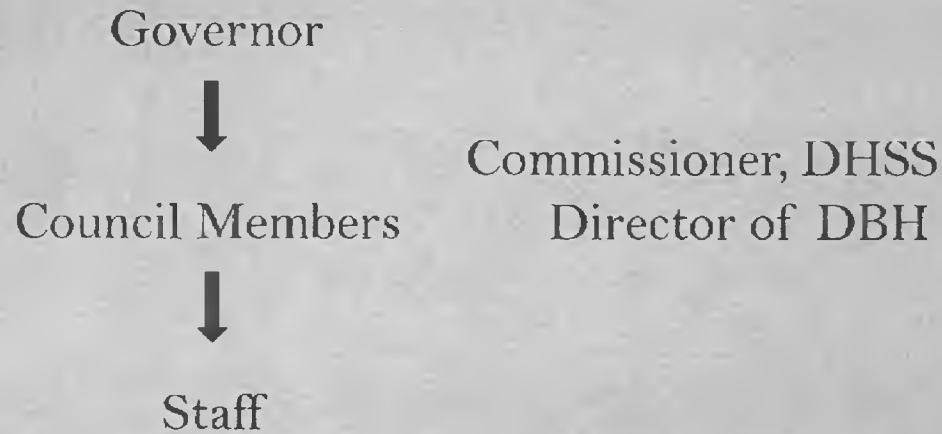 Governor
Council Members
Commissioner, DHSS
Director of DBH
Staff